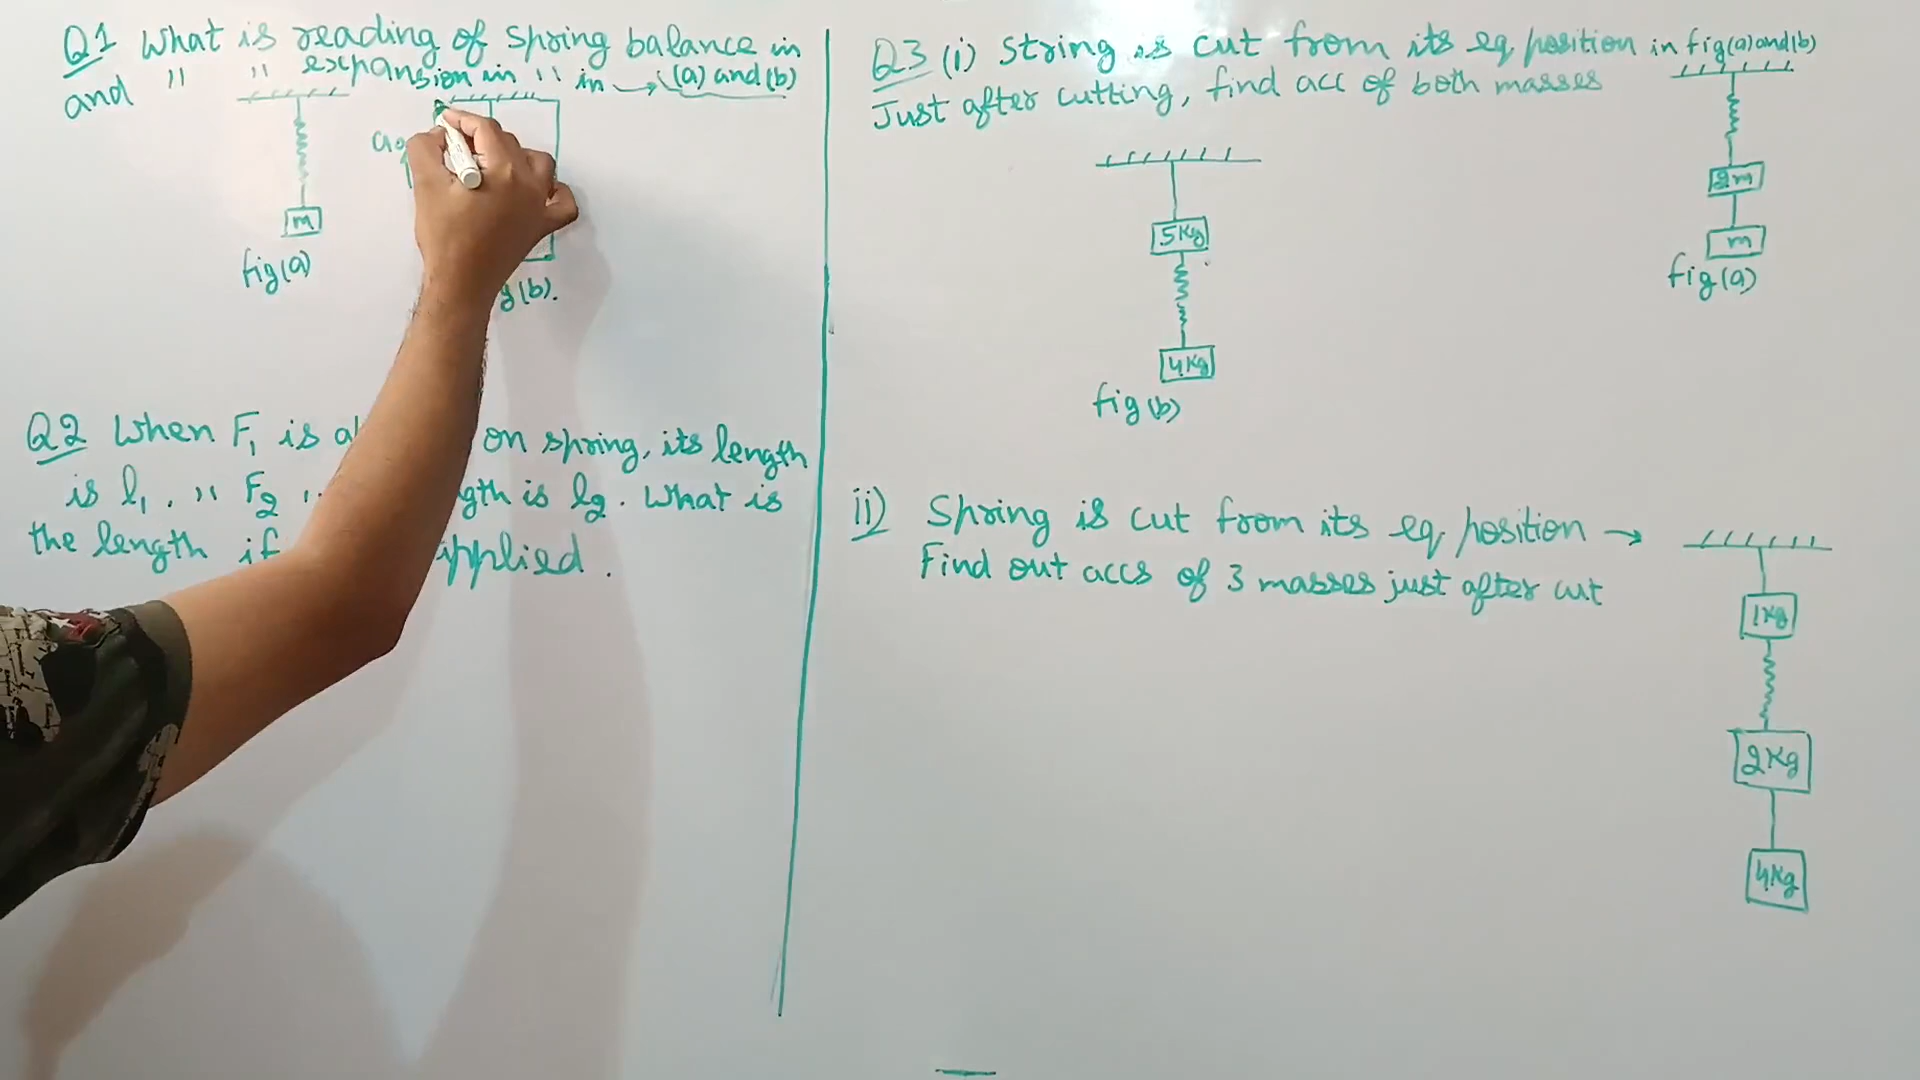 Q1 What is reading of spring balance in
and " " expansion in " in → (a) and (b)
m
fig (a)
g (b).
Q2 When F1 is on spring, its length
is l1. " F2 gth is l2. What is
the length if applied.
Q3 (i) String is cut from its eq position in fig (a) and (b)
Just after cutting, find acc of both masses
2m
m
fig (a)
5Kg
4Kg
fig (b)
ii) Spring is cut from its eq position →
Find out accs of 3 masses just after cut
1Kg
2Kg
4Kg